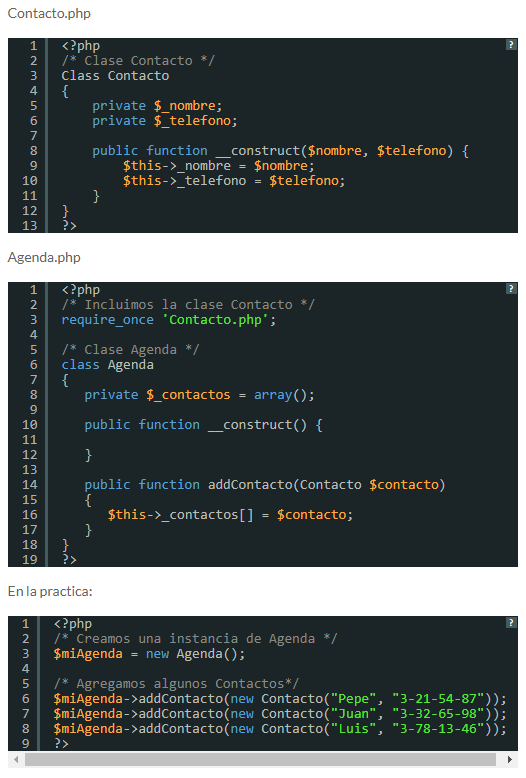 Contacto.php
?
1 <?php
2 /* Clase Contacto */
3 Class Contacto
4 {
5 private $_nombre;
6 private $_telefono;
7
8 public function __construct($nombre, $telefono) {
9 $this->_nombre = $nombre;
10 $this->_telefono = $telefono;
11 }
12 }
13 ?>
Agenda.php
?
1 <?php
2 /* Incluimos la clase Contacto */
3 require_once 'Contacto.php';
4
5 /* Clase Agenda */
6 class Agenda
7 {
8 private $_contactos = array();
9
10 public function __construct() {
11
12 }
13
14 public function addContacto(Contacto $contacto)
15 {
16 $this->_contactos[] = $contacto;
17 }
18 }
19 ?>
En la practica:
?
1 <?php
2 /* Creamos una instancia de Agenda */
3 $miAgenda = new Agenda();
4
5 /* Agregamos algunos Contactos*/
6 $miAgenda->addContacto(new Contacto("Pepe", "3-21-54-87"));
7 $miAgenda->addContacto(new Contacto("Juan", "3-32-65-98"));
8 $miAgenda->addContacto(new Contacto("Luis", "3-78-13-46"));
9 ?>